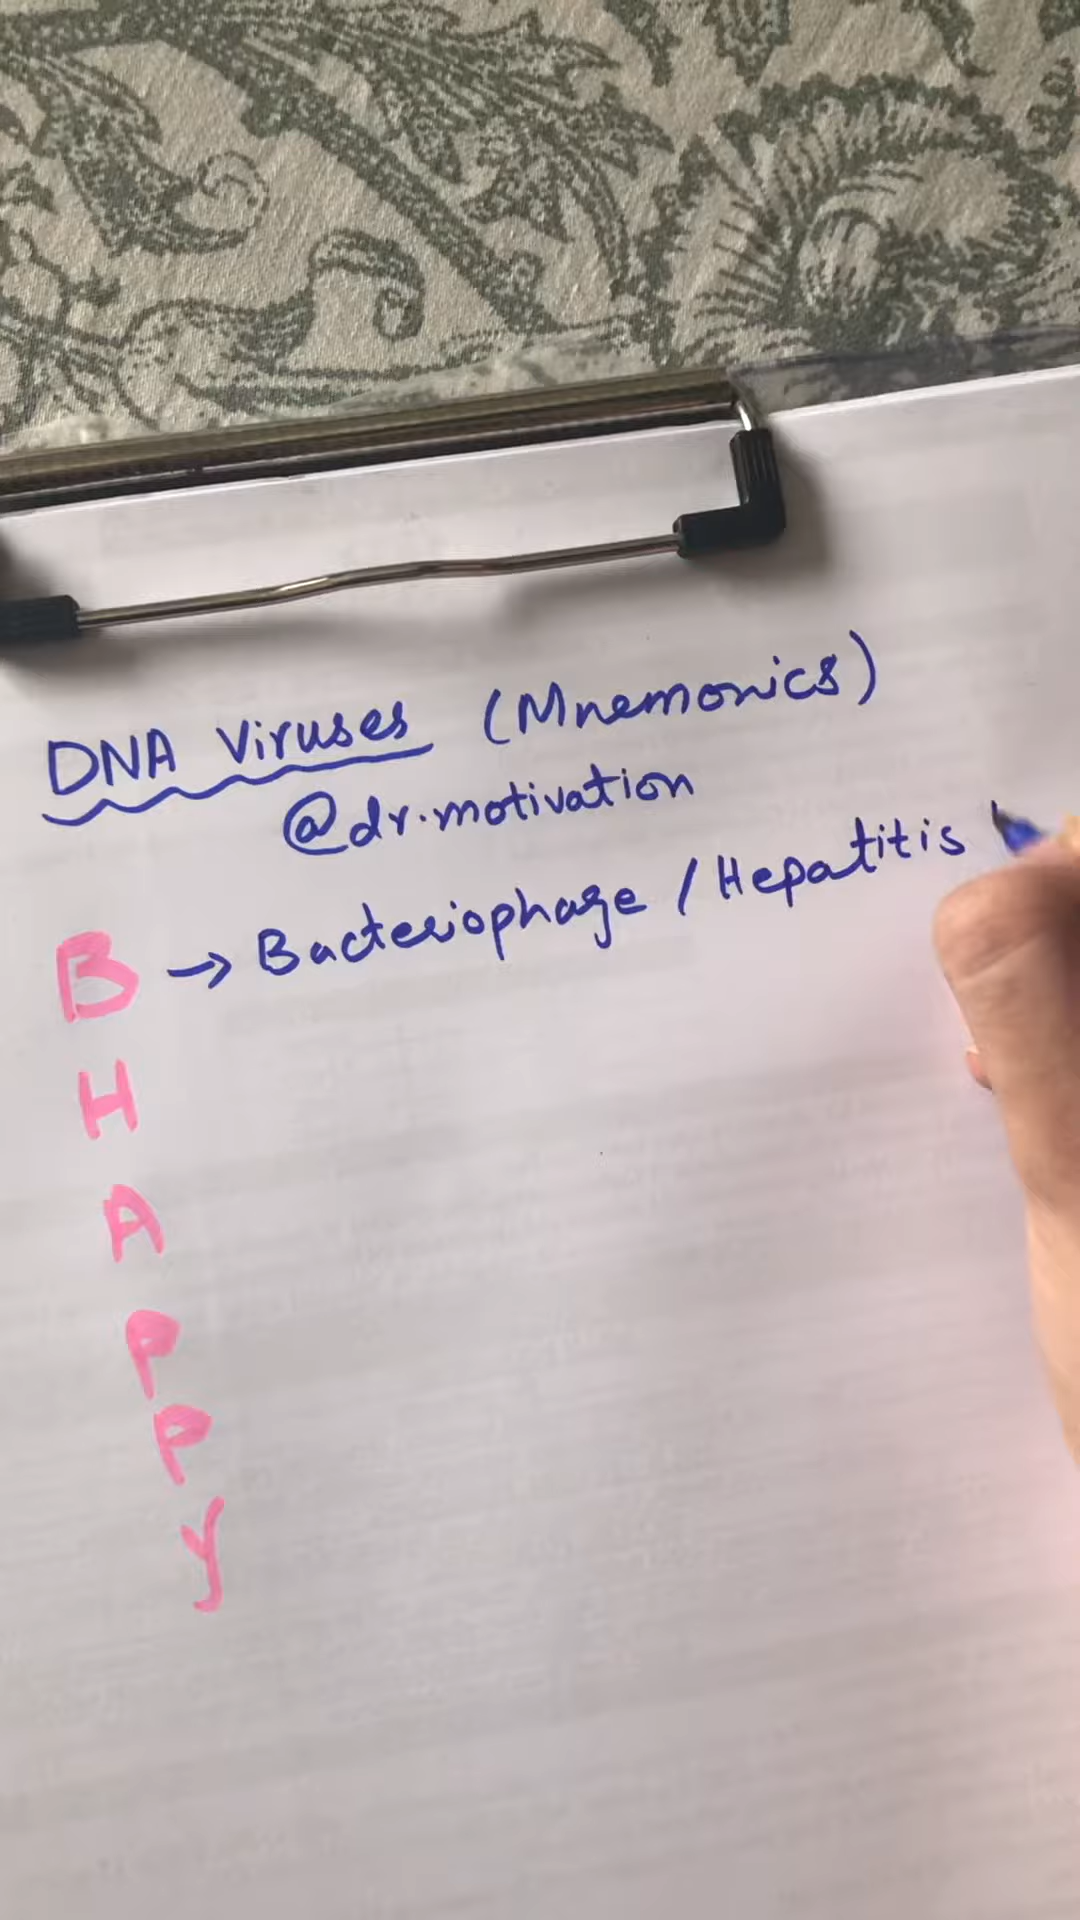 DNA Viruses (Mnemonics)
@dr.motivation
B → Bacteriophage / Hepatitis
H
A
P
P
Y